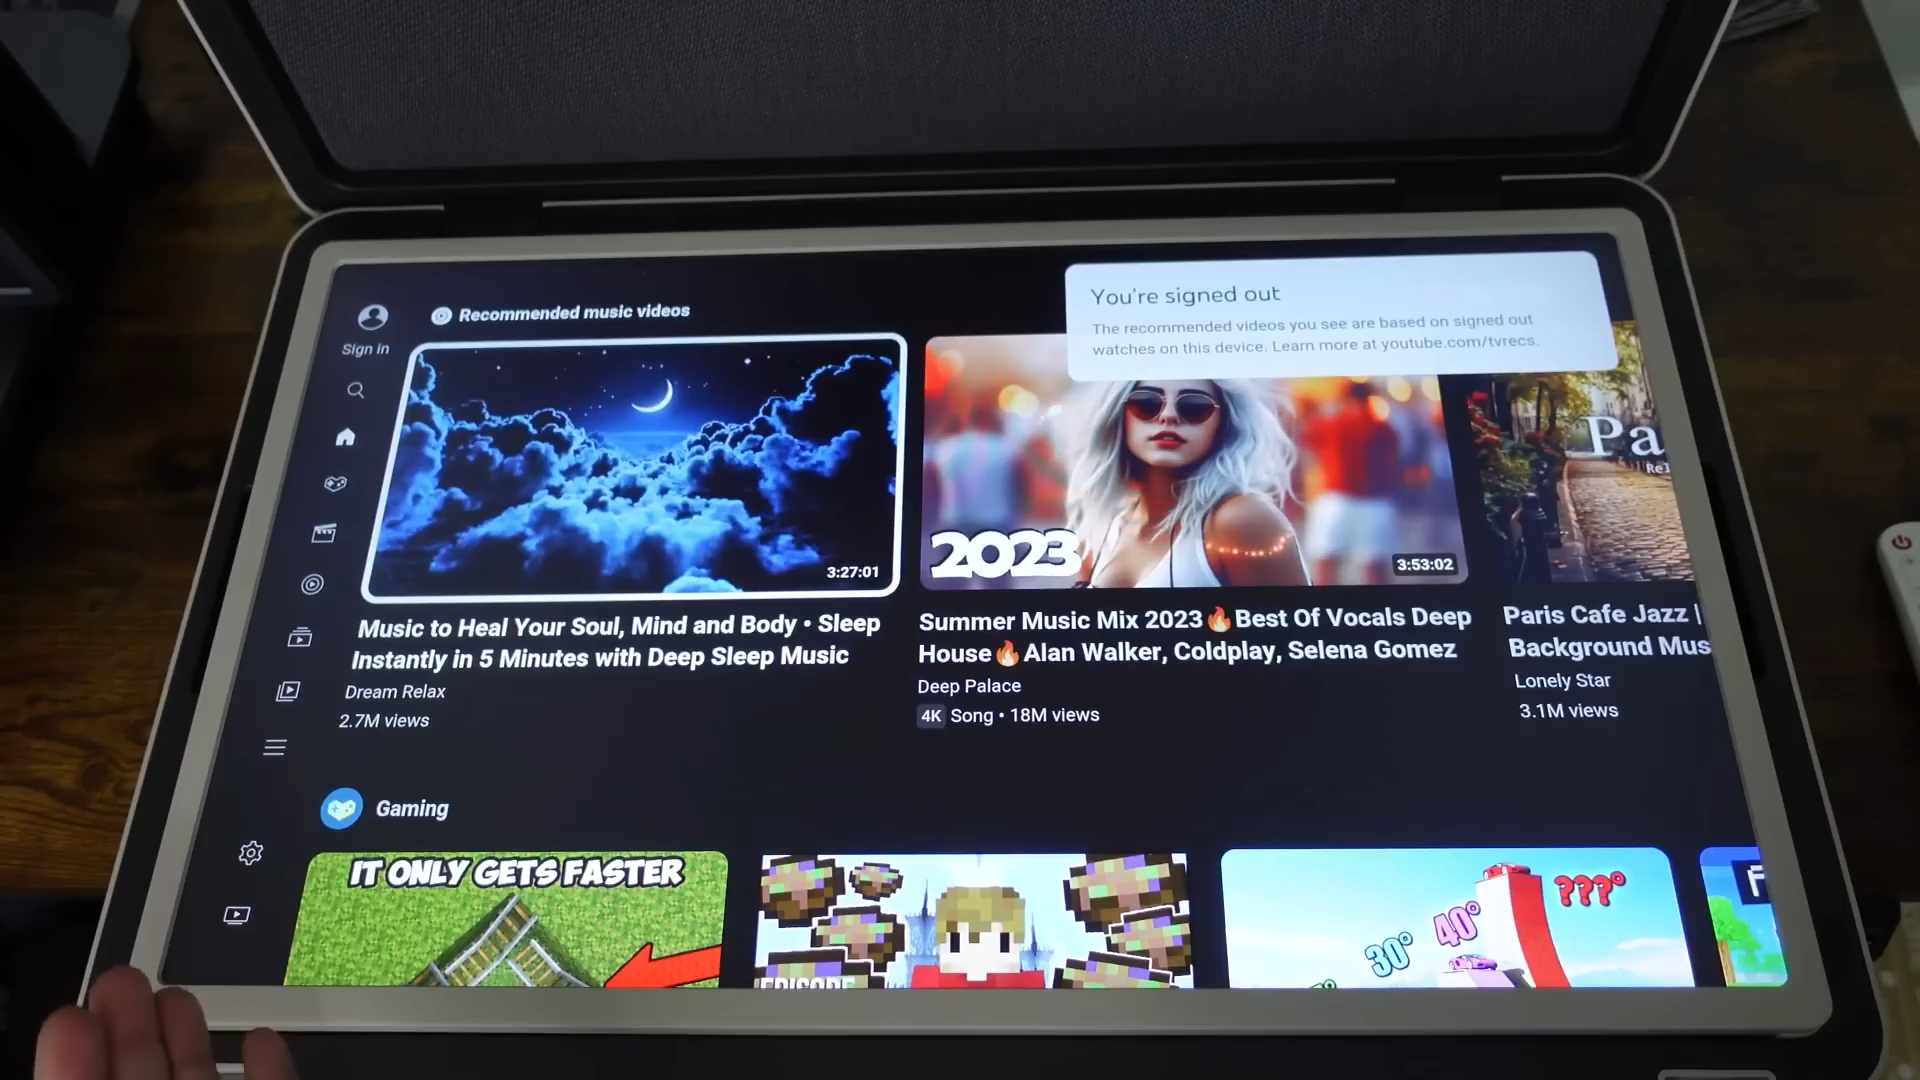 You're signed out
The recommended videos you see are based on signed out
watches on this device. Learn more at youtube.com/tvrecs.
Recommended music videos
Sign in
3:27:01
2023
3:53:02
Pa
Music to Heal Your Soul, Mind and Body • Sleep
Instantly in 5 Minutes with Deep Sleep Music
Dream Relax
2.7M views
Summer Music Mix 2023🔥Best Of Vocals Deep
House🔥Alan Walker, Coldplay, Selena Gomez
Deep Palace
4K Song • 18M views
Paris Cafe Jazz |
Background Mus
Lonely Star
3.1M views
Gaming
IT ONLY GETS FASTER
EPISODE
30°
40°
???°